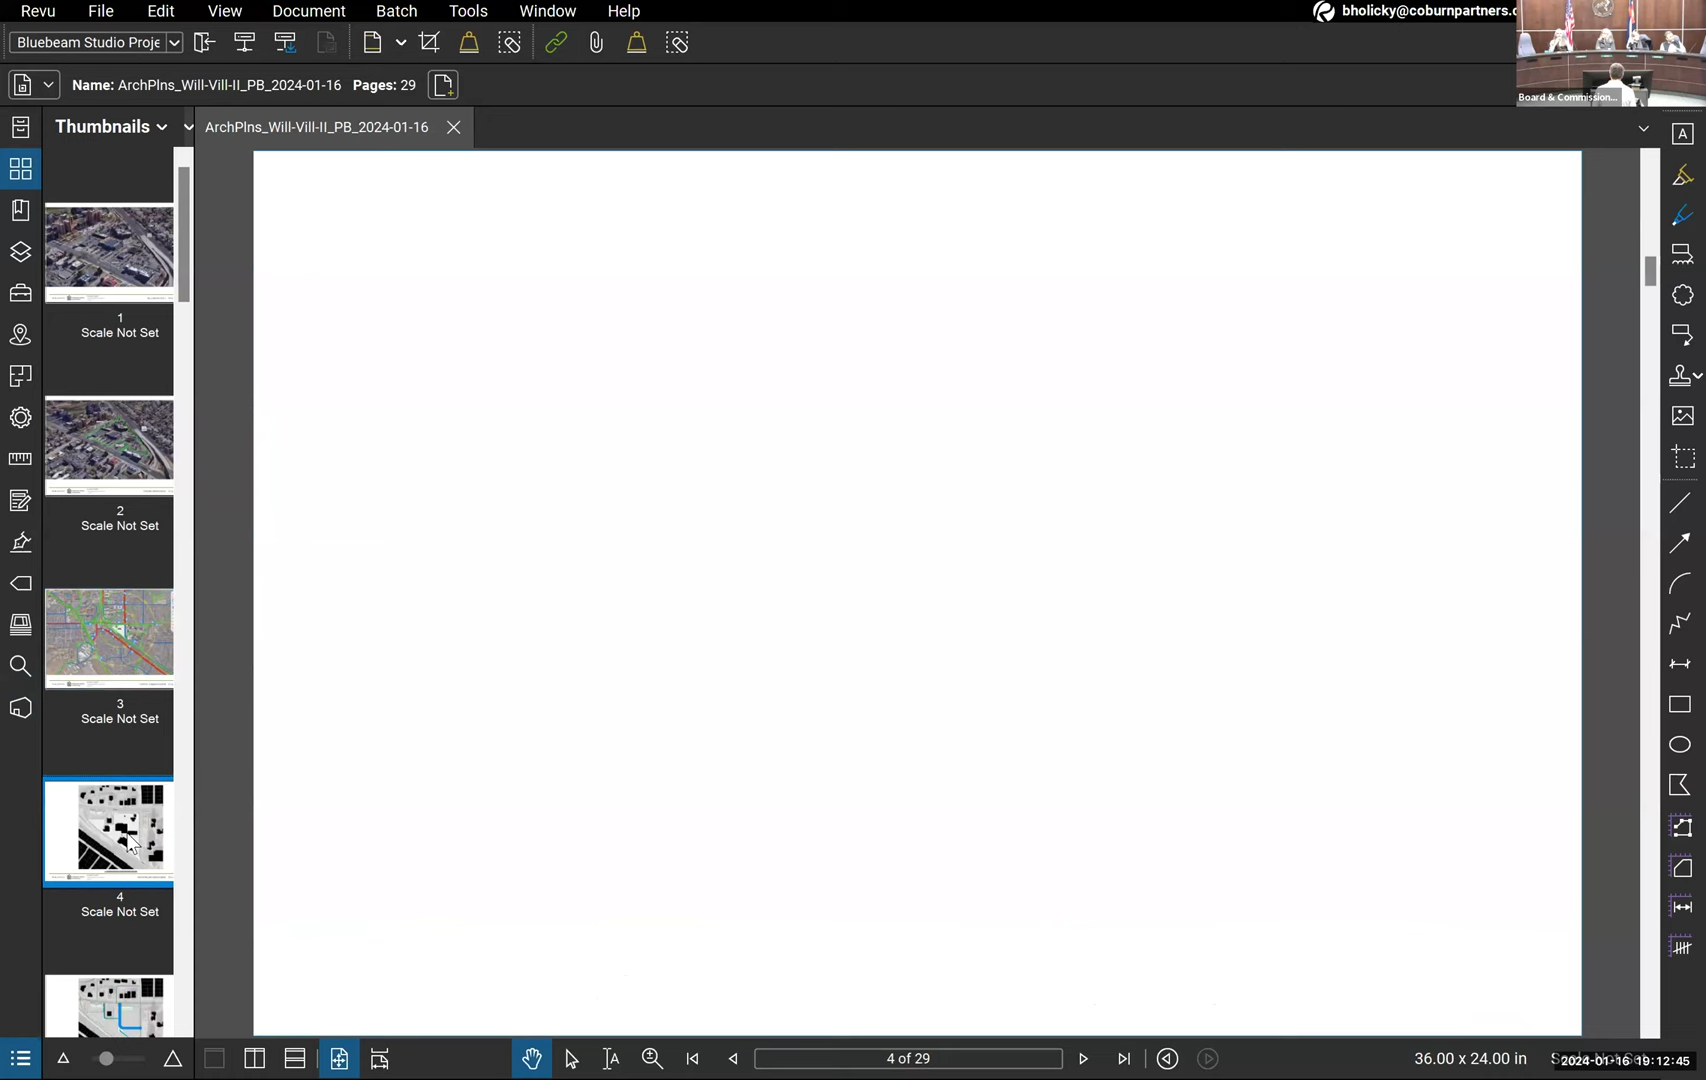 Revu File Edit View Document Batch Tools Window Help
bholicky@coburnpartners.c
Bluebeam Studio Proje
Name: ArchPlns_Will-Vill-II_PB_2024-01-16 Pages: 29
Board & Commission...
Thumbnails
ArchPlns_Will-Vill-II_PB_2024-01-16
1
Scale Not Set
2
Scale Not Set
3
Scale Not Set
4
Scale Not Set
4 of 29
36.00 x 24.00 in
2024-01-16 19:12:45